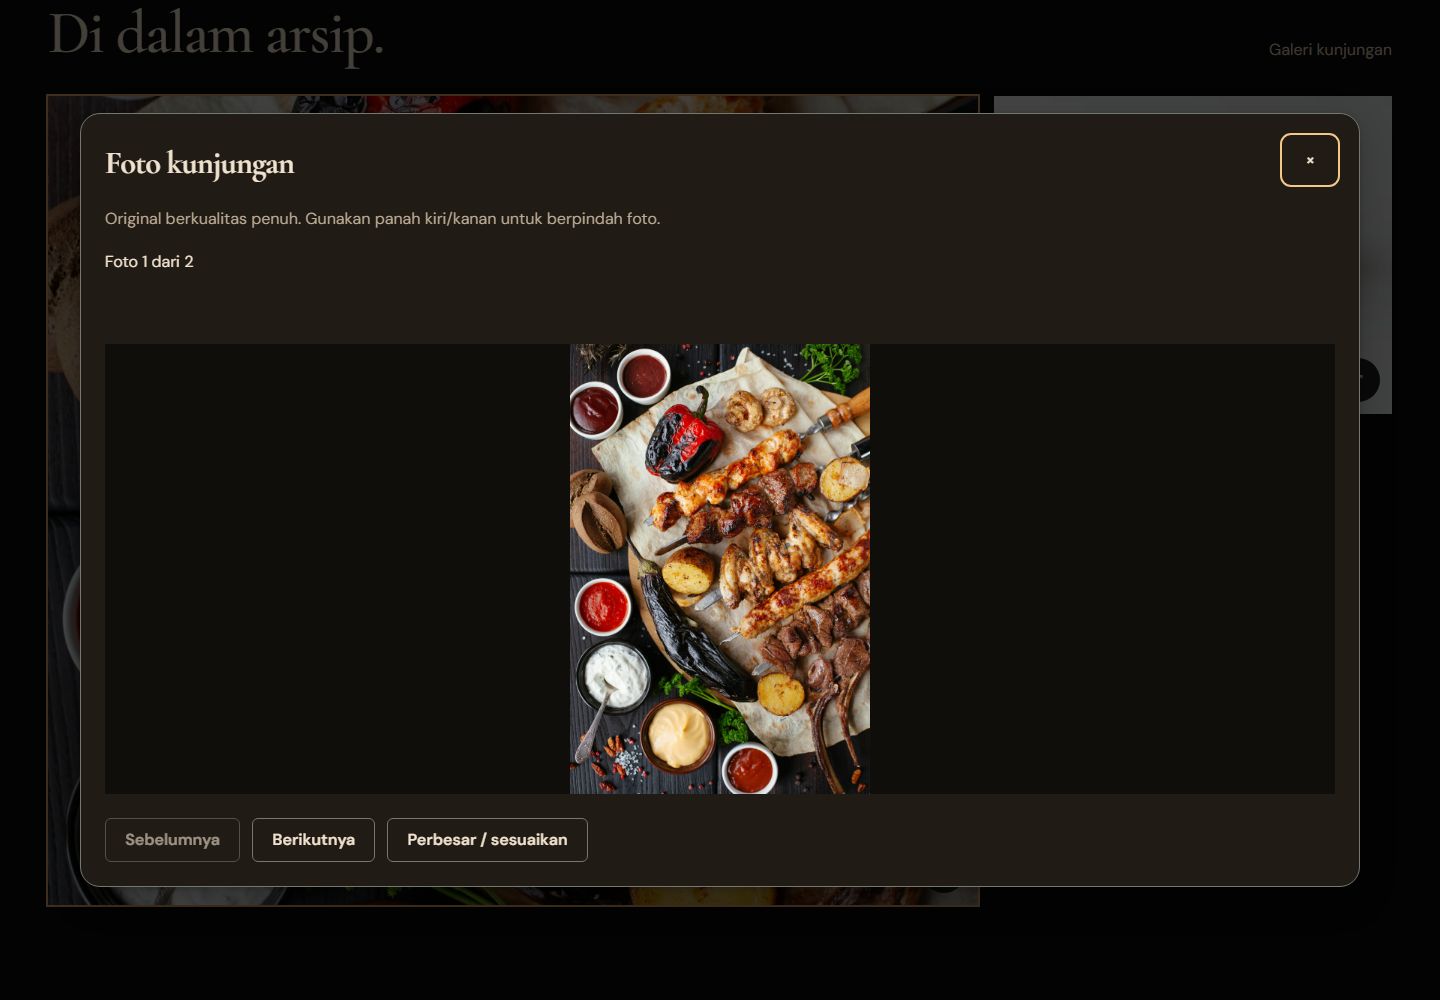 Di dalam arsip.
Galeri kunjungan
Foto kunjungan
×
Original berkualitas penuh. Gunakan panah kiri/kanan untuk berpindah foto.
Foto 1 dari 2
Sebelumnya
Berikutnya
Perbesar / sesuaikan